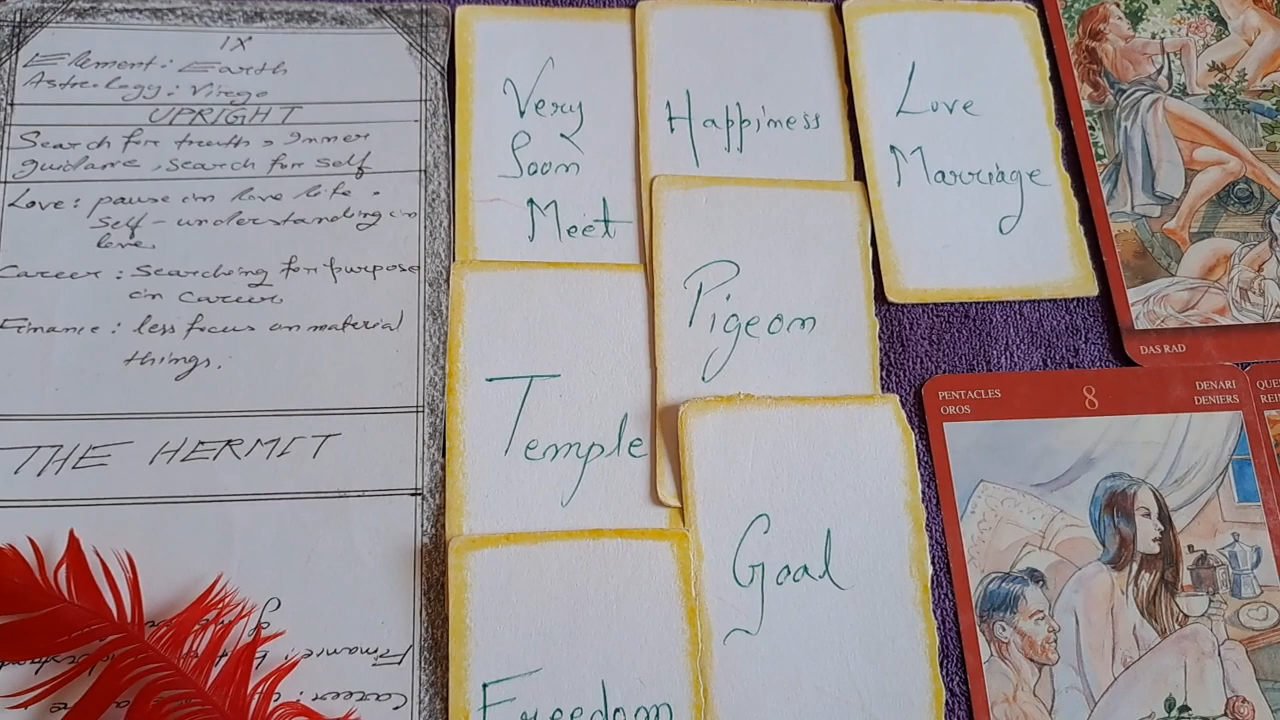 IX
Element: Earth
Astrology: Virgo
UPRIGHT
Search for truth, Inner
guidance, search for self
Love: pause in love life.
self-understanding in
love
Career: Searching for purpose
in career
Finance: less focus on material
things.
THE HERMIT
Finance:
Career:
Very
Soon
Meet
Happiness
Love
Marriage
Temple
Pigeon
Goal
Freedom
DAS RAD
PENTACLES
OROS
8
DENARI
DENIERS